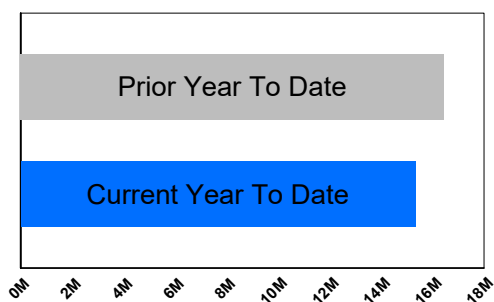 Prior Year To Date
Current Year To Date
0M 2M 4M 6M 8M 10M 12M 14M 16M 18M